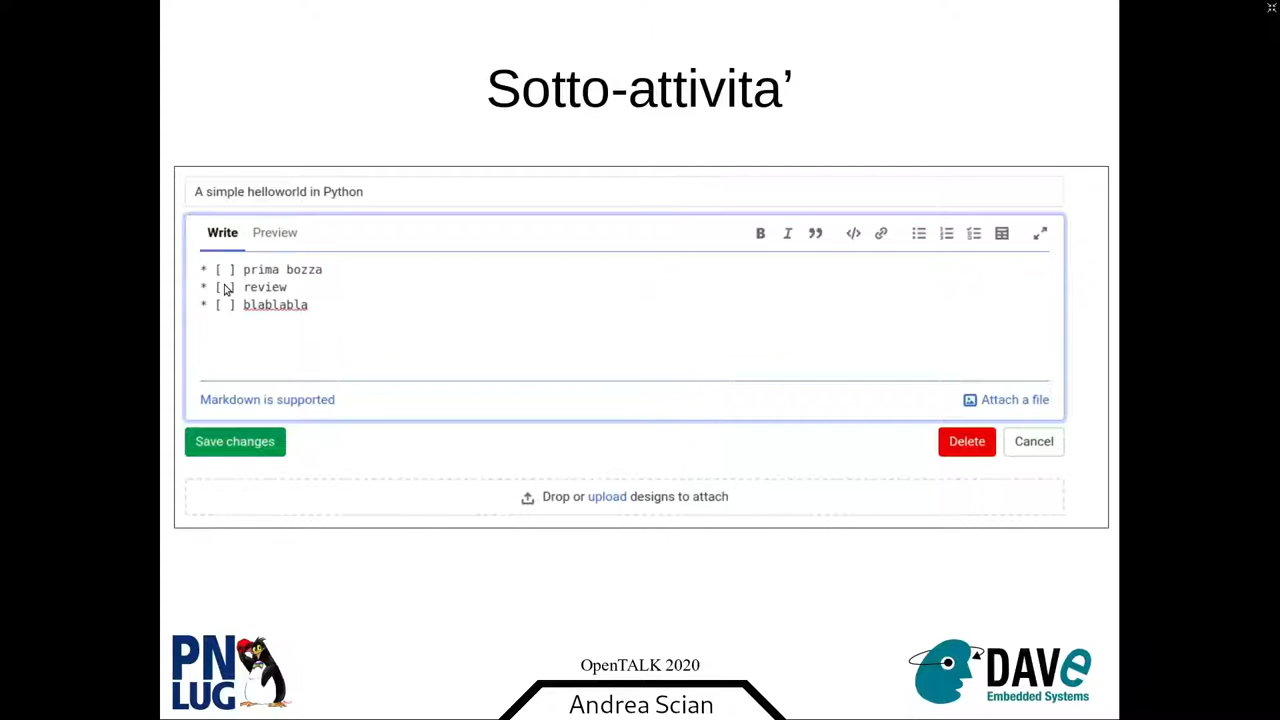 Sotto-attivita’
A simple helloworld in Python
Write Preview
* [ ] prima bozza
* [ ] review
* [ ] blablabla
Markdown is supported
Attach a file
Save changes
Delete
Cancel
Drop or upload designs to attach
PN
LUG
OpenTALK 2020
Andrea Scian
DAVe
Embedded Systems